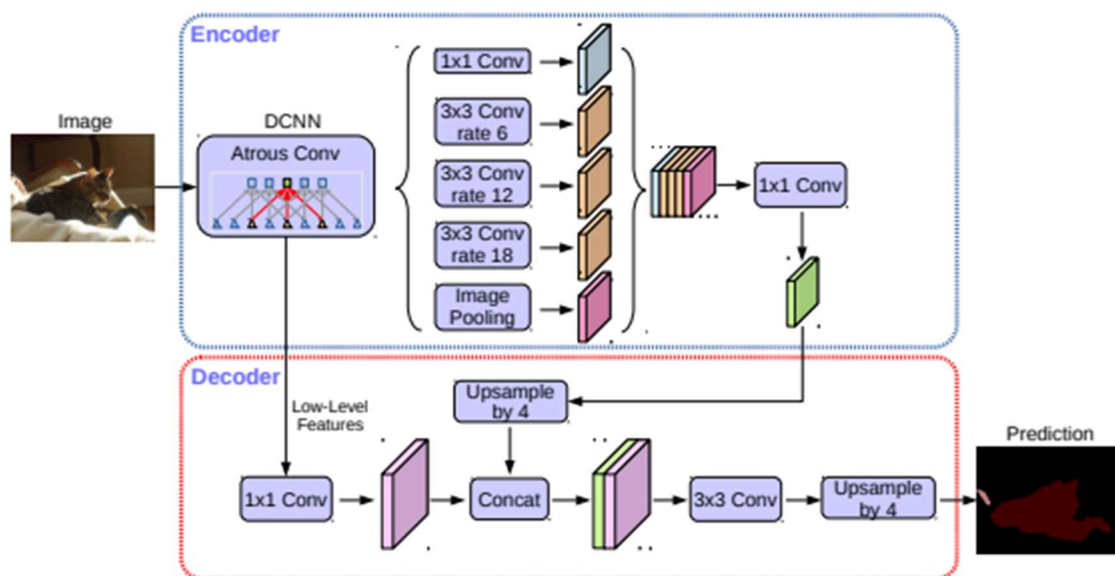 Encoder
Image
DCNN
Atrous Conv
1x1 Conv
3x3 Conv
rate 6
3x3 Conv
rate 12
3x3 Conv
rate 18
Image
Pooling
1x1 Conv
Decoder
Low-Level
Features
Upsample
by 4
1x1 Conv
Concat
3x3 Conv
Upsample
by 4
Prediction